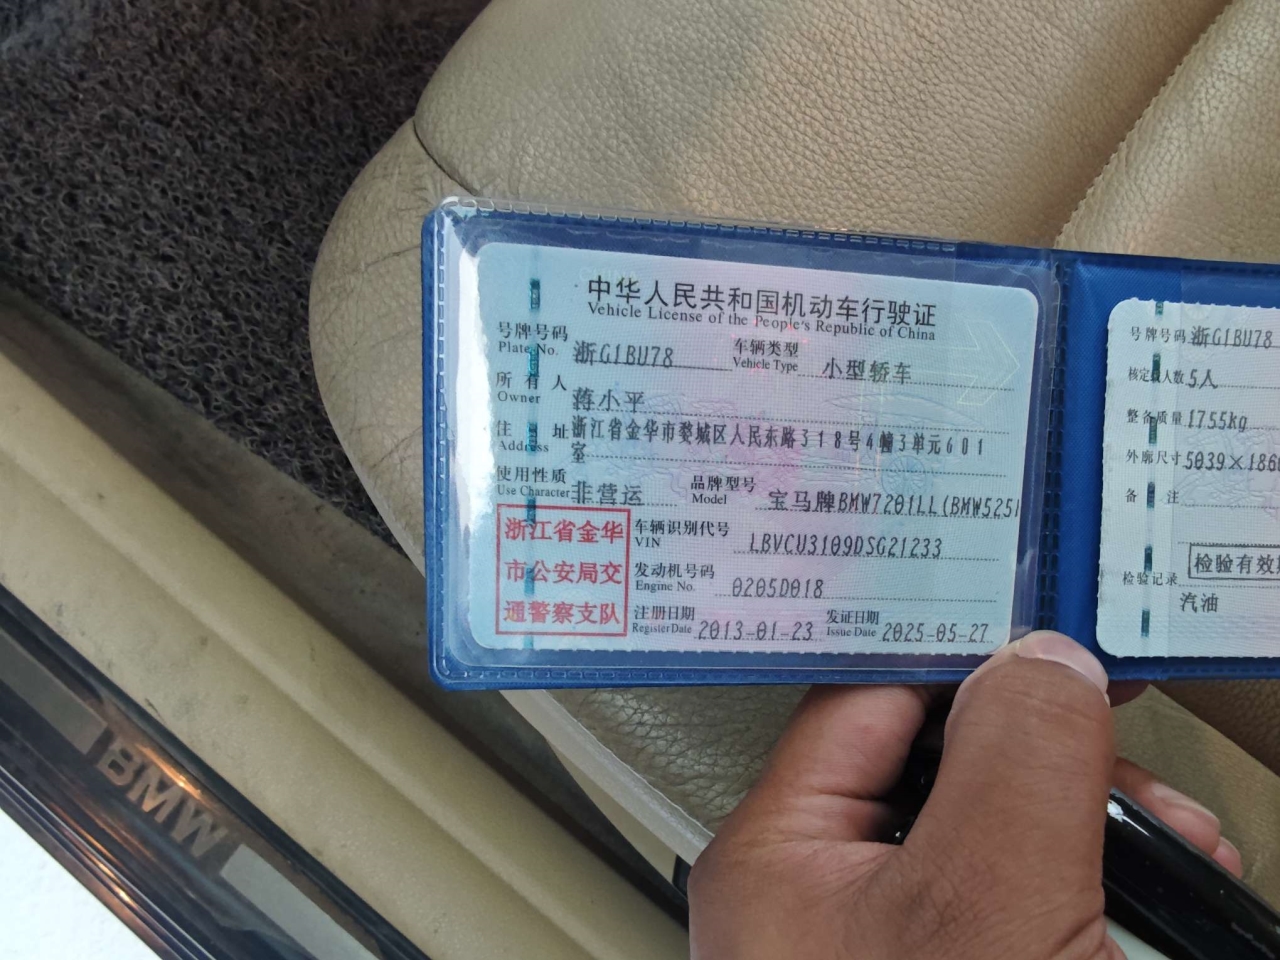 中华人民共和国机动车行驶证
Vehicle License of the People's Republic of China
号牌号码 浙G1BU78 车辆类型 小型轿车
Plate No. Vehicle Type
所有人 蒋小平
Owner
住址 浙江省金华市婺城区人民东路318号4幢3单元601
Address 室
使用性质 非营运 品牌型号 宝马牌BMW7201LL(BMW525l
Use Character Model
浙江省金华
市公安局交
通警察支队
车辆识别代号 LBVCU3109DSG21233
VIN
发动机号码 0205D018
Engine No.
注册日期 2013-01-23 发证日期 2025-05-27
Register Date Issue Date
号牌号码 浙G1BU78
核定载人数 5人
整备质量 1755kg
外廓尺寸 5039×186
备注
检验有效
检验记录
汽油
BMW